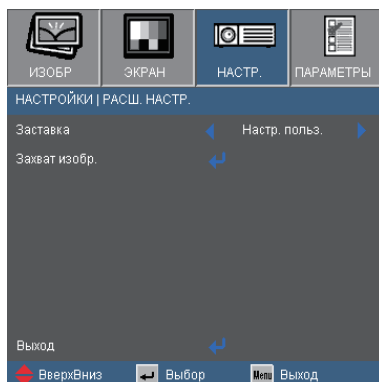 ИЗОБР ЭКРАН НАСТР. ПАРАМЕТРЫ
НАСТРОЙКИ | РАСШ. НАСТР.
Заставка Настр. польз.
Захват изобр.
Выход
ВверхВниз Выбор Menu Выход